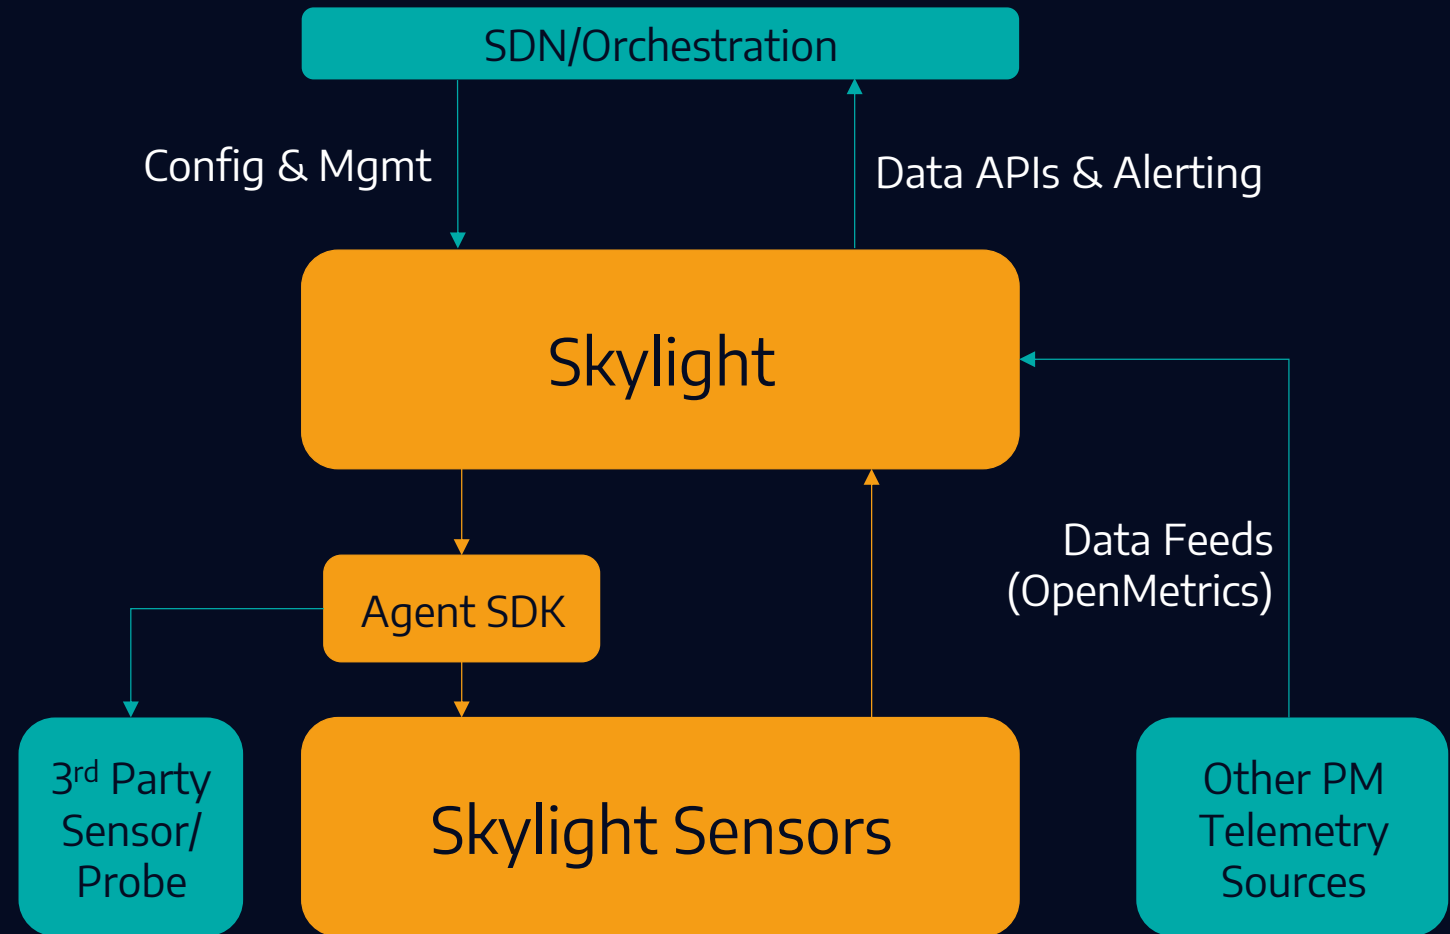 SDN/Orchestration
Config & Mgmt
Data APIs & Alerting
Skylight
Data Feeds
(OpenMetrics)
Agent SDK
3rd Party
Sensor/
Probe
Skylight Sensors
Other PM
Telemetry
Sources